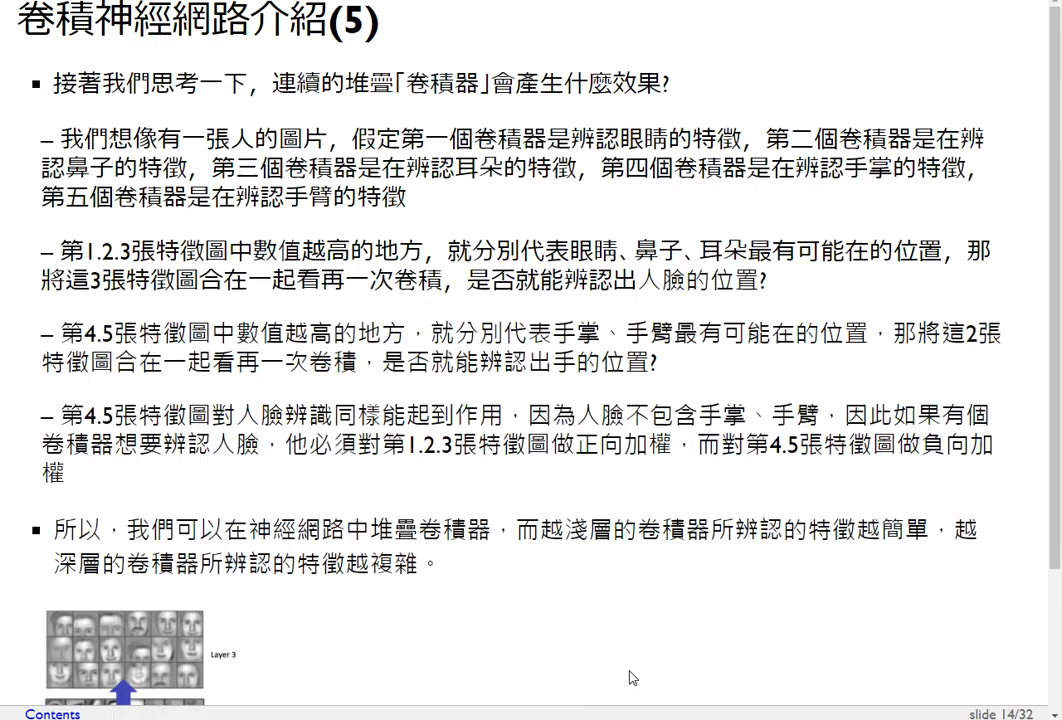 卷積神經網路介紹(5)
▪ 接著我們思考一下，連續的堆疊「卷積器」會產生什麼效果?
– 我們想像有一張人的圖片，假定第一個卷積器是辨認眼睛的特徵，第二個卷積器是在辨
認鼻子的特徵，第三個卷積器是在辨認耳朵的特徵，第四個卷積器是在辨認手掌的特徵，
第五個卷積器是在辨認手臂的特徵
– 第1.2.3張特徵圖中數值越高的地方，就分別代表眼睛、鼻子、耳朵最有可能在的位置，那
將這3張特徵圖合在一起看再一次卷積，是否就能辨認出人臉的位置?
– 第4.5張特徵圖中數值越高的地方，就分別代表手掌、手臂最有可能在的位置，那將這2張
特徵圖合在一起看再一次卷積，是否就能辨認出手的位置?
– 第4.5張特徵圖對人臉辨識同樣能起到作用，因為人臉不包含手掌、手臂，因此如果有個
卷積器想要辨認人臉，他必須對第1.2.3張特徵圖做正向加權，而對第4.5張特徵圖做負向加
權
▪ 所以，我們可以在神經網路中堆疊卷積器，而越淺層的卷積器所辨認的特徵越簡單，越
深層的卷積器所辨認的特徵越複雜。
Layer 3
Contents
slide 14/32